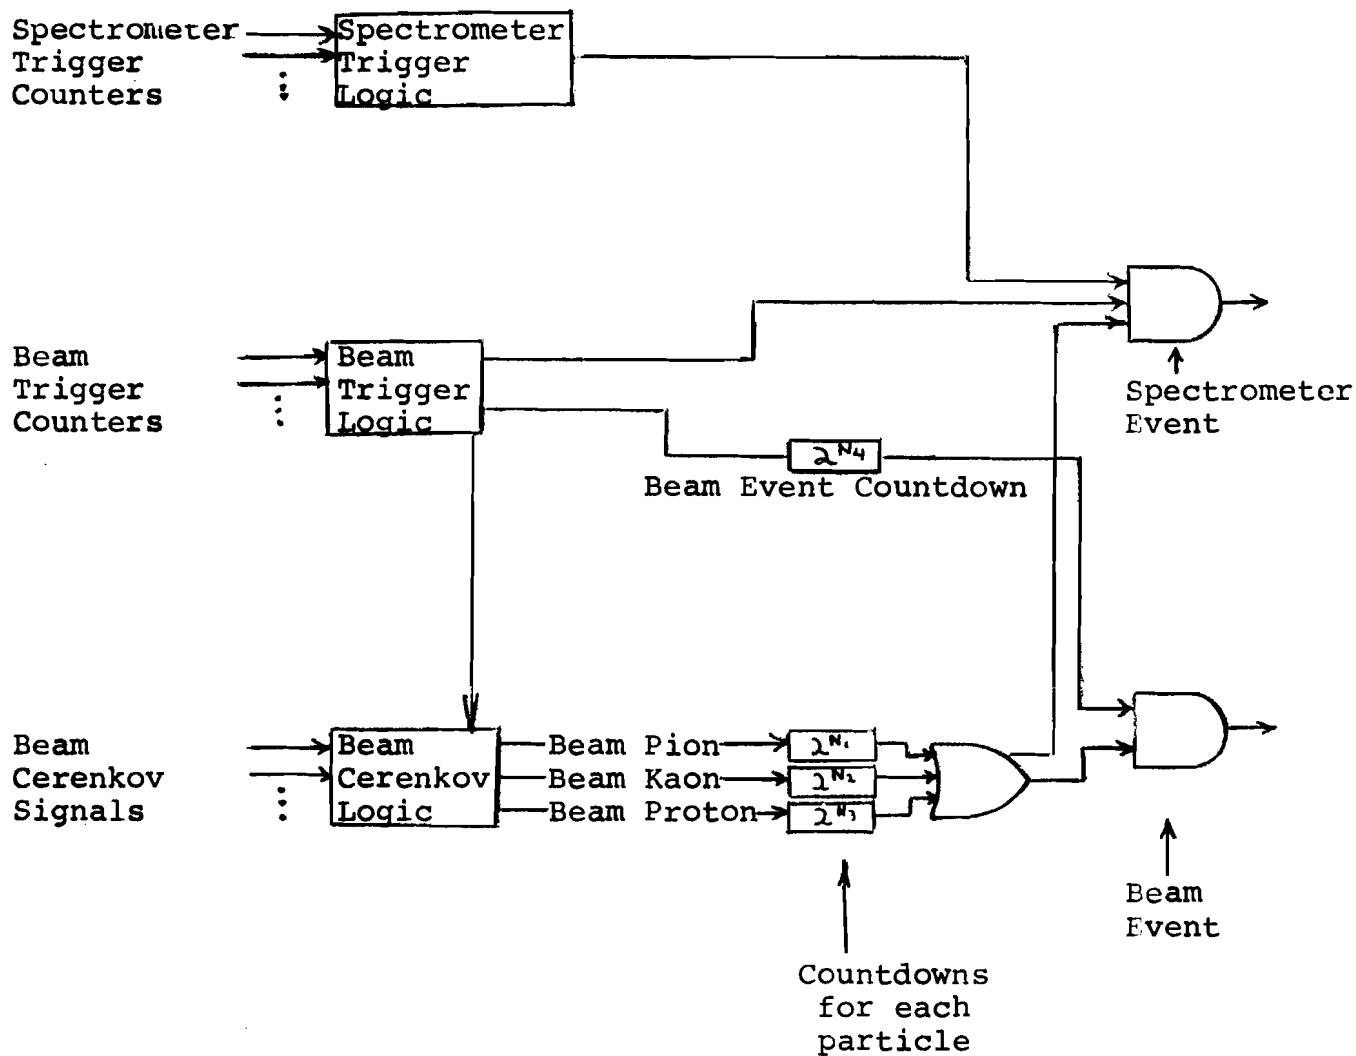 Spectrometer
Trigger
Counters
Spectrometer
Trigger
Logic
Beam
Trigger
Counters
Beam
Trigger
Logic
Spectrometer
Event
2^N4
Beam Event Countdown
Beam
Cerenkov
Signals
Beam
Cerenkov
Logic
Beam Pion
Beam Kaon
Beam Proton
2^N1
2^N2
2^N3
Beam
Event
Countdowns
for each
particle